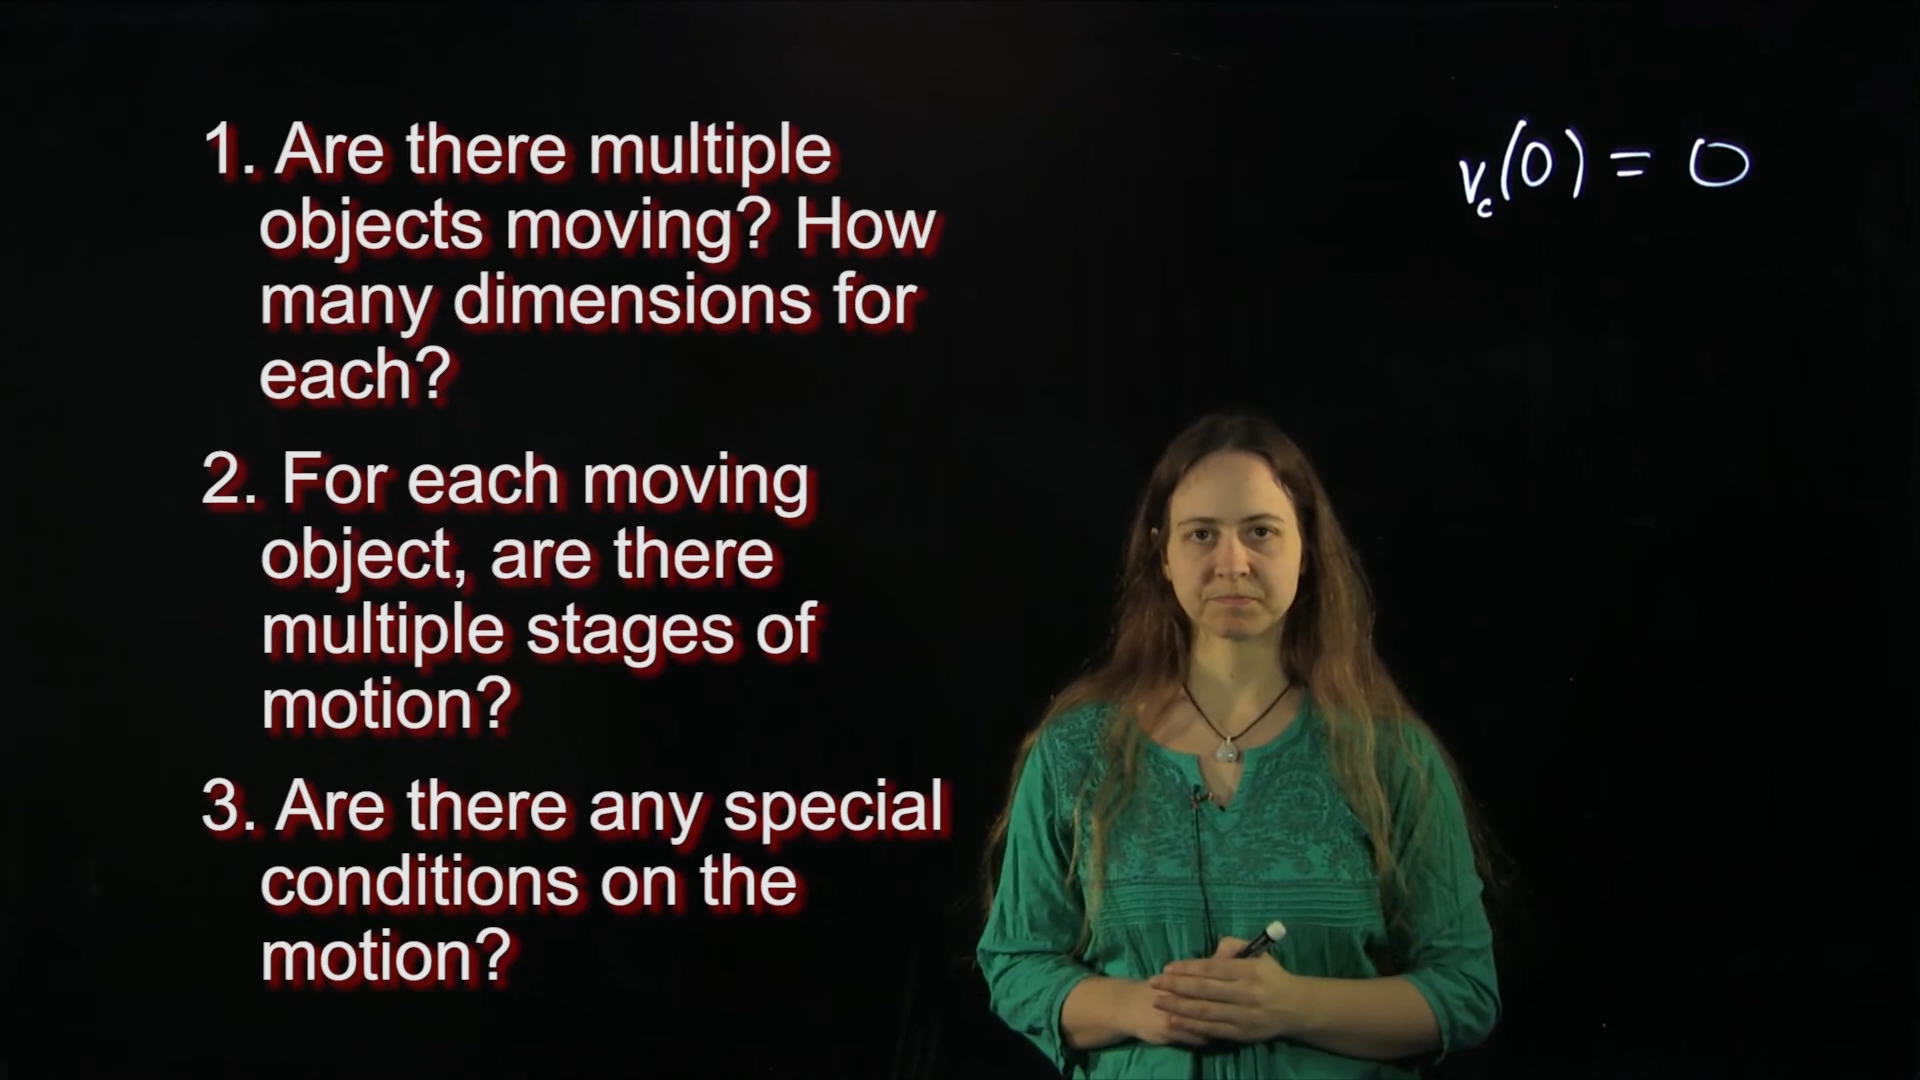 1. Are there multiple
objects moving? How
many dimensions for
each?
2. For each moving
object, are there
multiple stages of
motion?
3. Are there any special
conditions on the
motion?
v_c(0) = 0